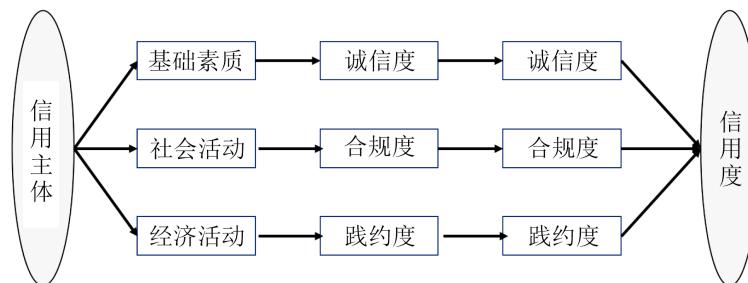 信用主体
基础素质
诚信度
诚信度
社会活动
合规度
合规度
经济活动
践约度
践约度
信用度